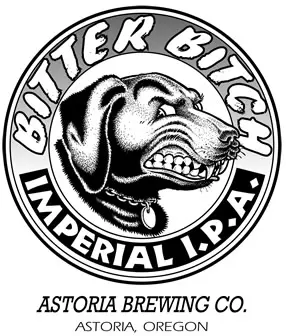 BITTER BITCH
IMPERIAL I.P.A.
ASTORIA BREWING CO.
ASTORIA, OREGON